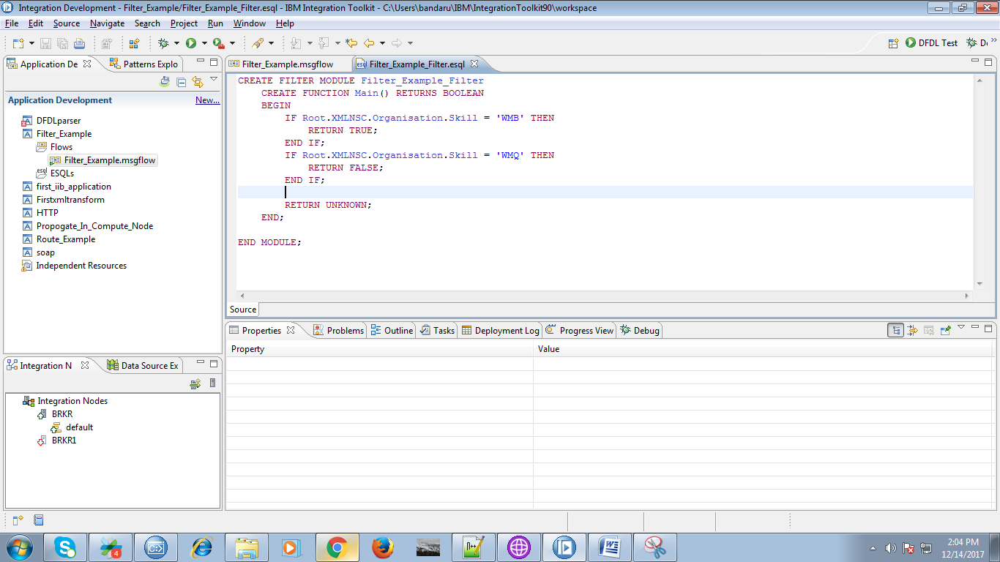 Integration Development - Filter_Example/Filter_Example_Filter.esql - IBM Integration Toolkit - C:\Users\bandaru\IBM\IntegrationToolkit90\workspace
File Edit Source Navigate Search Project Run Window Help
DFDL Test
Application De
Patterns Explo
Application Development
New...
DFDLparser
Filter_Example
Flows
Filter_Example.msgflow
ESQLs
first_iib_application
Firstxmltransform
HTTP
Propogate_In_Compute_Node
Route_Example
soap
Independent Resources
Filter_Example.msgflow
Filter_Example_Filter.esql
CREATE FILTER MODULE Filter_Example_Filter
CREATE FUNCTION Main() RETURNS BOOLEAN
BEGIN
IF Root.XMLNSC.Organisation.Skill = 'WMB' THEN
RETURN TRUE;
END IF;
IF Root.XMLNSC.Organisation.Skill = 'WMQ' THEN
RETURN FALSE;
END IF;
RETURN UNKNOWN;
END;
END MODULE;
Source
Properties Problems Outline Tasks Deployment Log Progress View Debug
Property Value
Integration N
Data Source Ex
Integration Nodes
BRKR
default
BRKR1
4
2:04 PM
12/14/2017